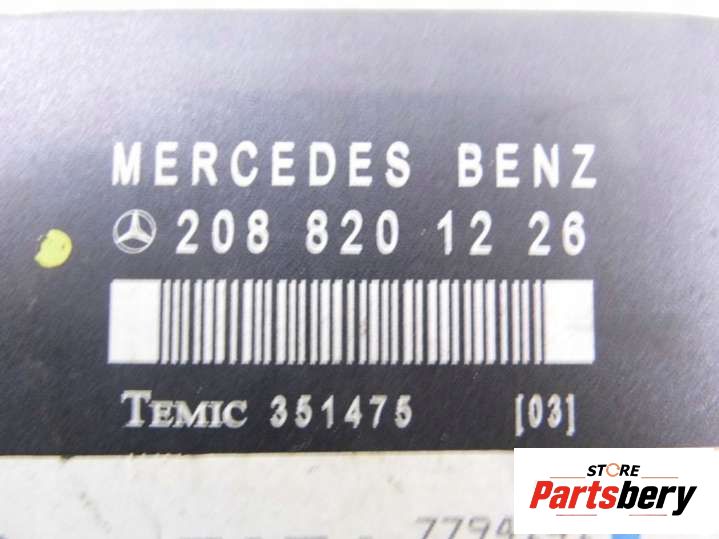 MERCEDES BENZ
208 820 12 26
TEMIC 351475 [03]
STORE
Partsbery